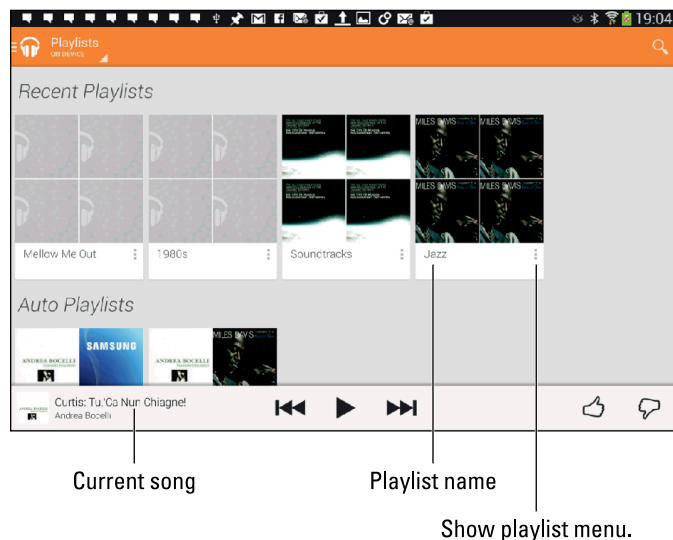 19:04
Playlists
ON DEVICE
Recent Playlists
MILES DAVIS MILES DAVIS
MILES DAVIS MILES DAVIS
Mellow Me Out
1980s
Soundtracks
Jazz
Auto Playlists
ANDREA BOCELLI
SAMSUNG
ANDREA BOCELLI
MILES DAVIS
Curtis: Tu,'Ca Nun Chiagne!
Andrea Bocelli
Current song
Playlist name
Show playlist menu.